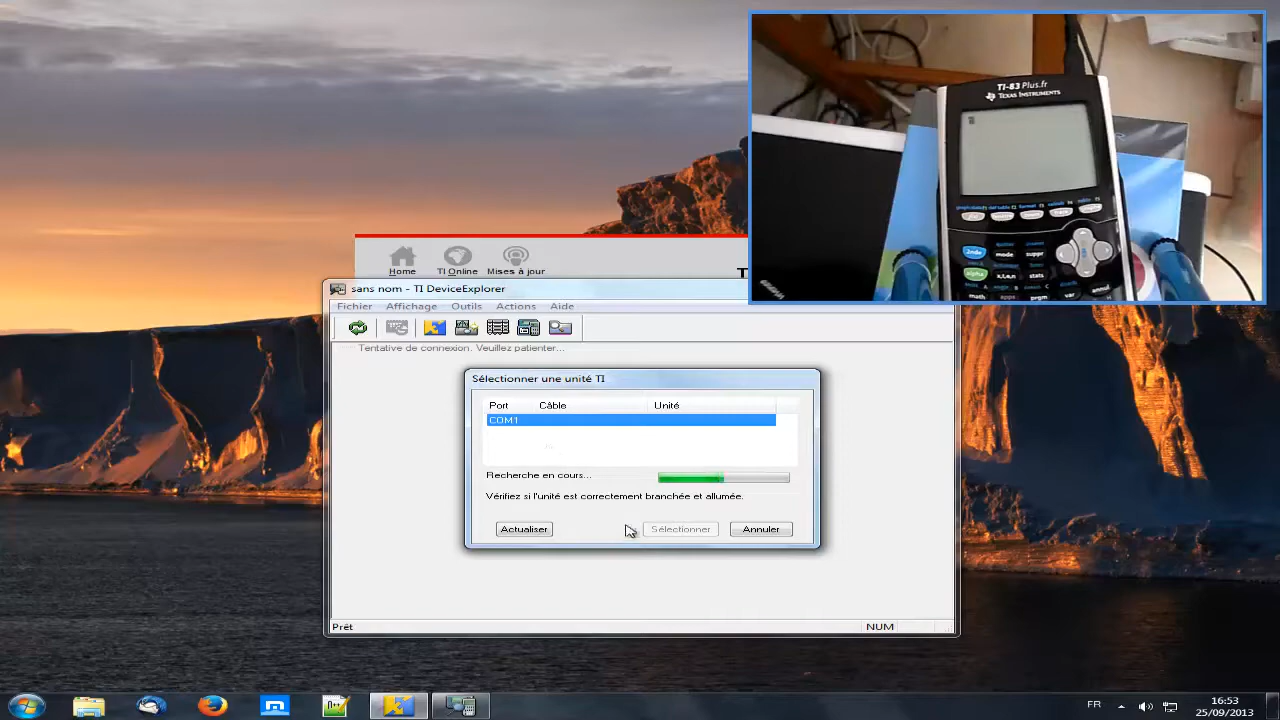 TI-83 Plus.fr
TEXAS INSTRUMENTS
2nde
mode
suppr
alpha
x,t,θ,n
stats
math
apps
prgm
var
annul
Home
TI Online
Mises à jour
T
sans nom - TI DeviceExplorer
Fichier
Affichage
Outils
Actions
Aide
Tentative de connexion. Veuillez patienter...
Sélectionner une unité TI
Port
Câble
Unité
COM1
Recherche en cours...
Vérifiez si l'unité est correctement branchée et allumée.
Actualiser
Sélectionner
Annuler
Prêt
NUM
N++
FR
16:53
25/09/2013